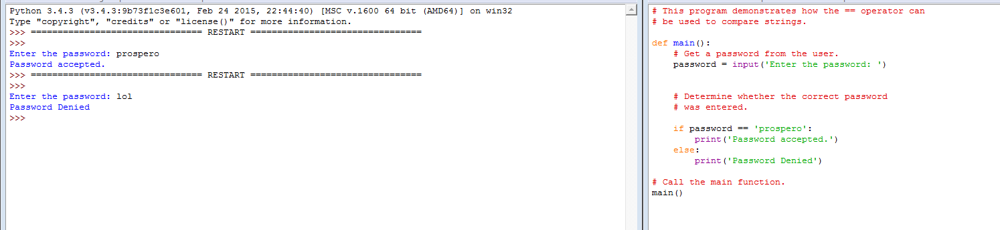 Python 3.4.3 (v3.4.3:9b73f1c3e601, Feb 24 2015, 22:44:40) [MSC v.1600 64 bit (AMD64)] on win32
Type "copyright", "credits" or "license()" for more information.
>>> ================================ RESTART ================================
>>>
Enter the password: prospero
Password accepted.
>>> ================================ RESTART ================================
>>>
Enter the password: lol
Password Denied
>>>
# This program demonstrates how the == operator can
# be used to compare strings.
def main():
# Get a password from the user.
password = input('Enter the password: ')
# Determine whether the correct password
# was entered.
if password == 'prospero':
print('Password accepted.')
else:
print('Password Denied')
# Call the main function.
main()